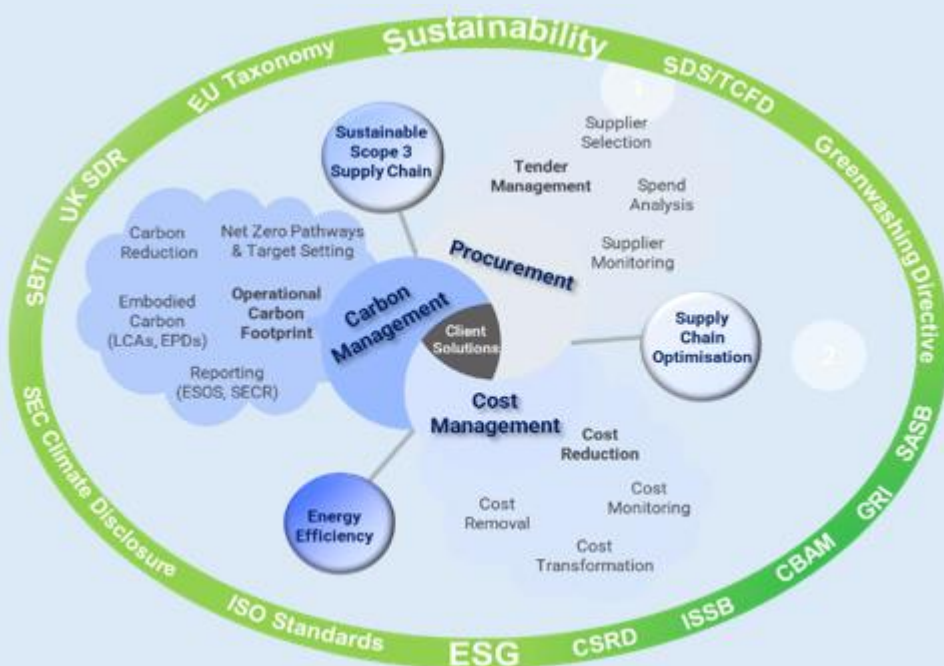 Sustainability
EU Taxonomy
SDS/TCFD
UK SDR
Greenwashing Directive
SBTi
SEC Climate Disclosure
ISO Standards
ESG
CSRD
ISSB
CBAM
GRI
SASB
1
2
Sustainable
Scope 3
Supply Chain
Supplier
Selection
Tender
Management
Spend
Analysis
Supplier
Monitoring
Procurement
Carbon
Reduction
Net Zero Pathways
& Target Setting
Embodied
Carbon
(LCAs, EPDs)
Operational
Carbon
Footprint
Reporting
(ESOS, SECR)
Carbon
Management
Client
Solutions
Supply
Chain
Optimisation
Cost
Management
Cost
Reduction
Cost
Monitoring
Cost
Removal
Cost
Transformation
Energy
Efficiency